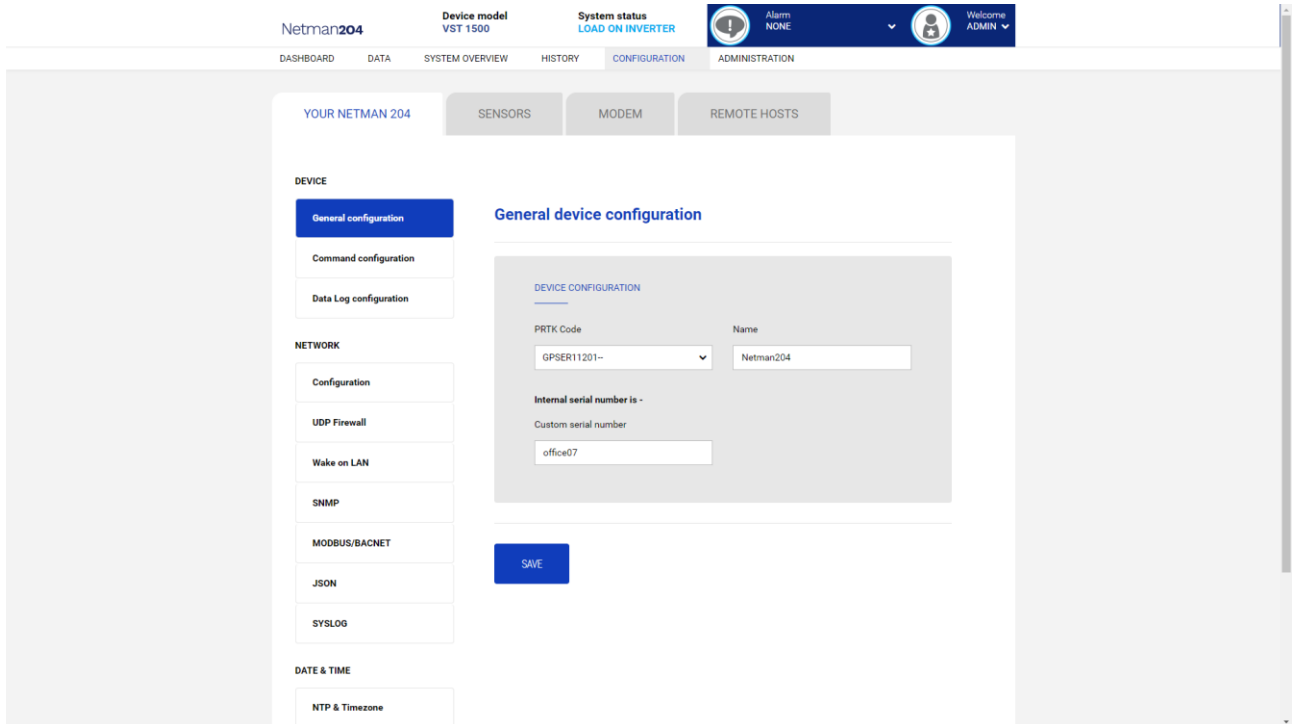 Netman204
Device model
VST 1500
System status
LOAD ON INVERTER
Alarm
NONE
Welcome
ADMIN
DASHBOARD DATA SYSTEM OVERVIEW HISTORY CONFIGURATION ADMINISTRATION
YOUR NETMAN 204 SENSORS MODEM REMOTE HOSTS
DEVICE
General configuration
Command configuration
Data Log configuration
NETWORK
Configuration
UDP Firewall
Wake on LAN
SNMP
MODBUS/BACNET
JSON
SYSLOG
DATE & TIME
NTP & Timezone
General device configuration
DEVICE CONFIGURATION
PRTK Code Name
GPSER11201-- Netman204
Internal serial number is -
Custom serial number
office07
SAVE